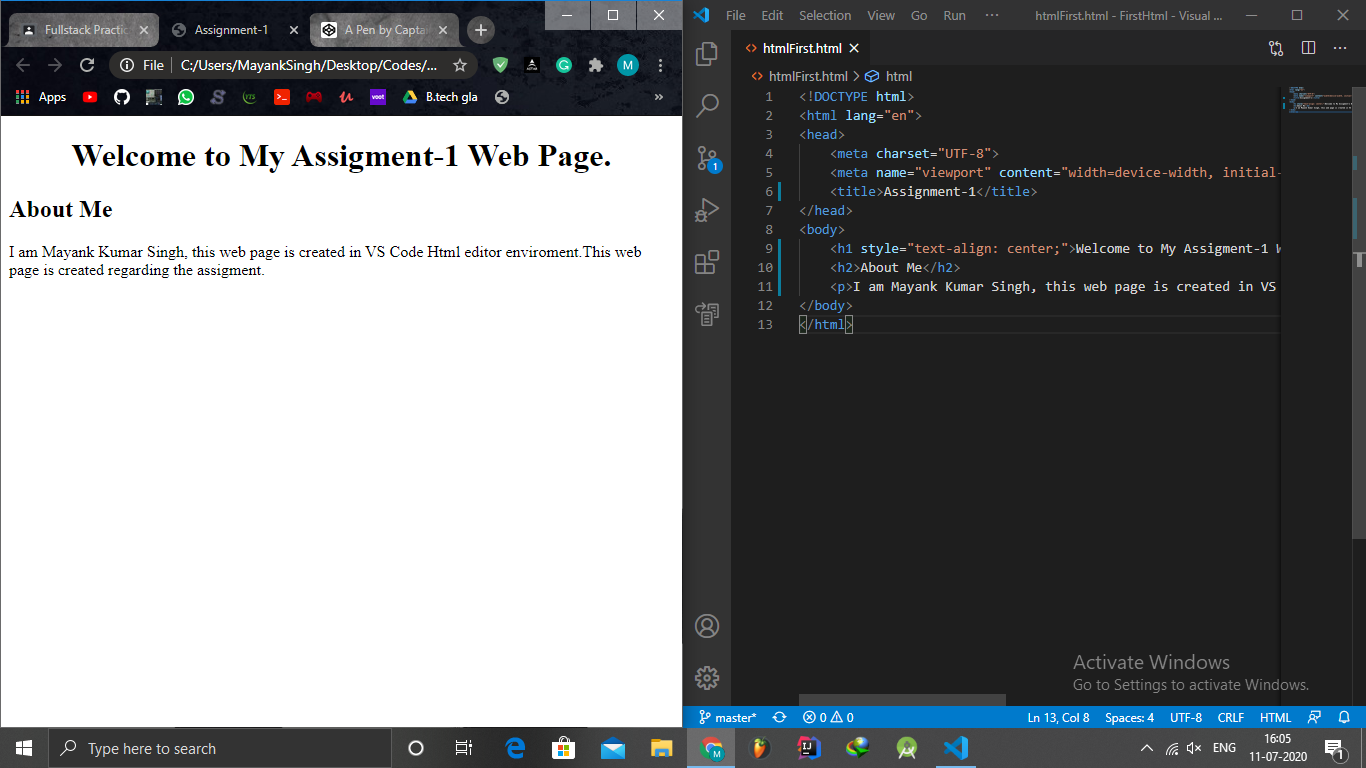 Fullstack Practic
Assignment-1
A Pen by Captai
File
C:/Users/MayankSingh/Desktop/Codes/...
M
Apps
B.tech gla
Welcome to My Assigment-1 Web Page.
About Me
I am Mayank Kumar Singh, this web page is created in VS Code Html editor enviroment.This web
page is created regarding the assigment.
File Edit Selection View Go Run ··· htmlFirst.html - FirstHtml - Visual ...
htmlFirst.html
htmlFirst.html > html
1 <!DOCTYPE html>
2 <html lang="en">
3 <head>
4 <meta charset="UTF-8">
5 <meta name="viewport" content="width=device-width, initial-
6 <title>Assignment-1</title>
7 </head>
8 <body>
9 <h1 style="text-align: center;">Welcome to My Assigment-1 W
10 <h2>About Me</h2>
11 <p>I am Mayank Kumar Singh, this web page is created in VS
12 </body>
13 </html>
1
Activate Windows
Go to Settings to activate Windows.
master* 0 0 Ln 13, Col 8 Spaces: 4 UTF-8 CRLF HTML
Type here to search
ENG
16:05
11-07-2020
1